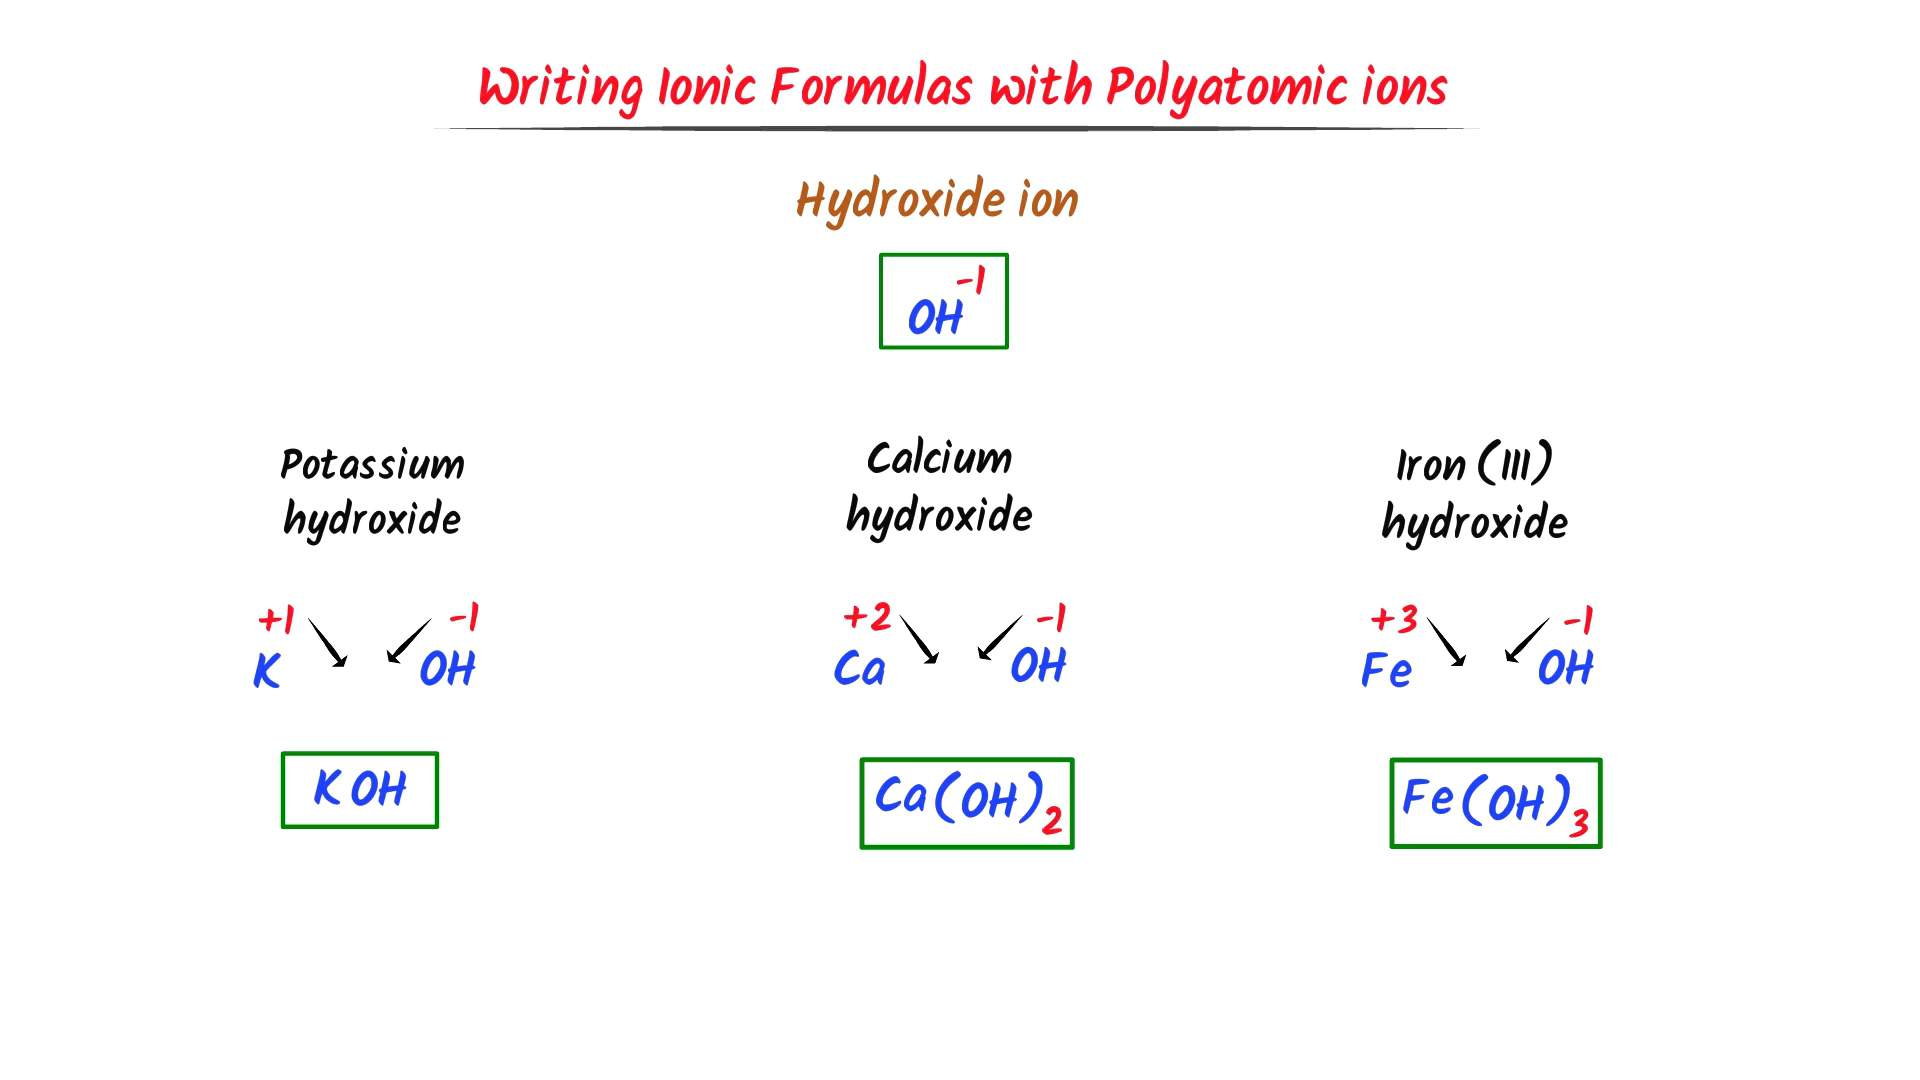 Writing Ionic Formulas with Polyatomic ions
Hydroxide ion
OH⁻¹
Potassium
hydroxide
Calcium
hydroxide
Iron (III)
hydroxide
+1 -1
K OH
+2 -1
Ca OH
+3 -1
Fe OH
KOH
Ca(OH)₂
Fe(OH)₃